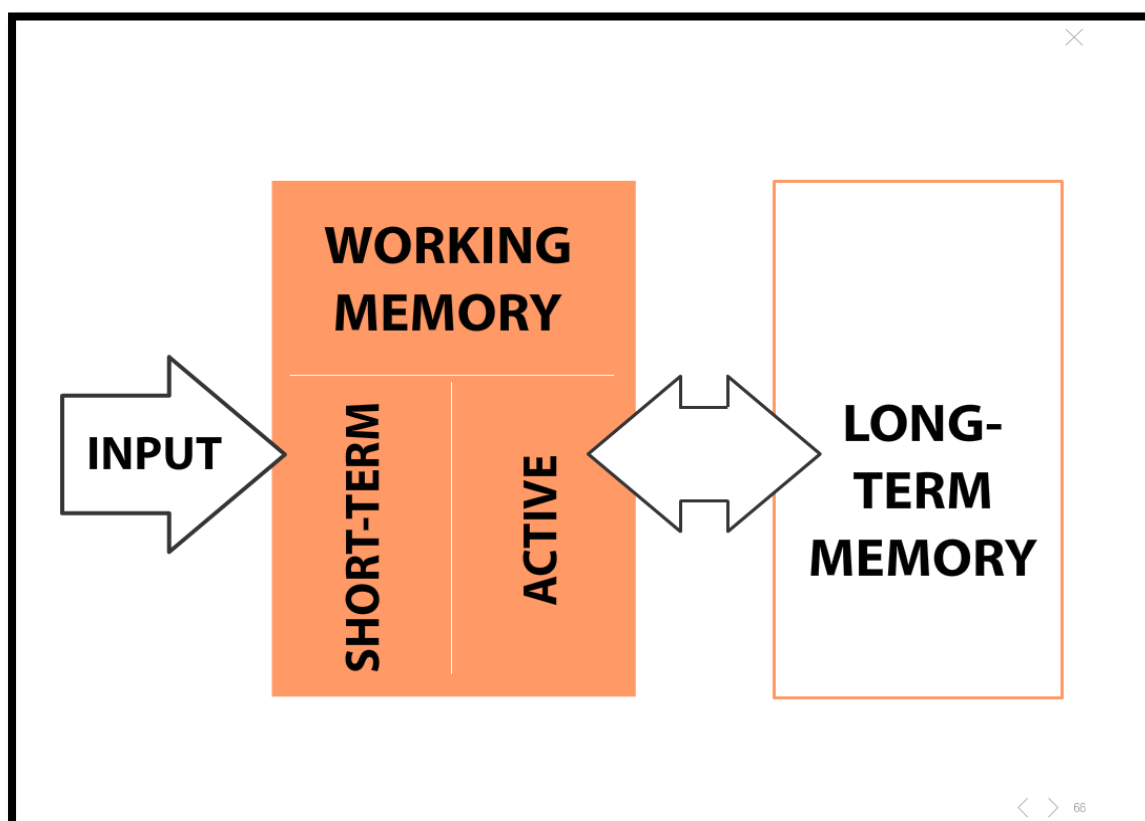 WORKING
MEMORY
INPUT
SHORT-TERM
ACTIVE
LONG-
TERM
MEMORY
66